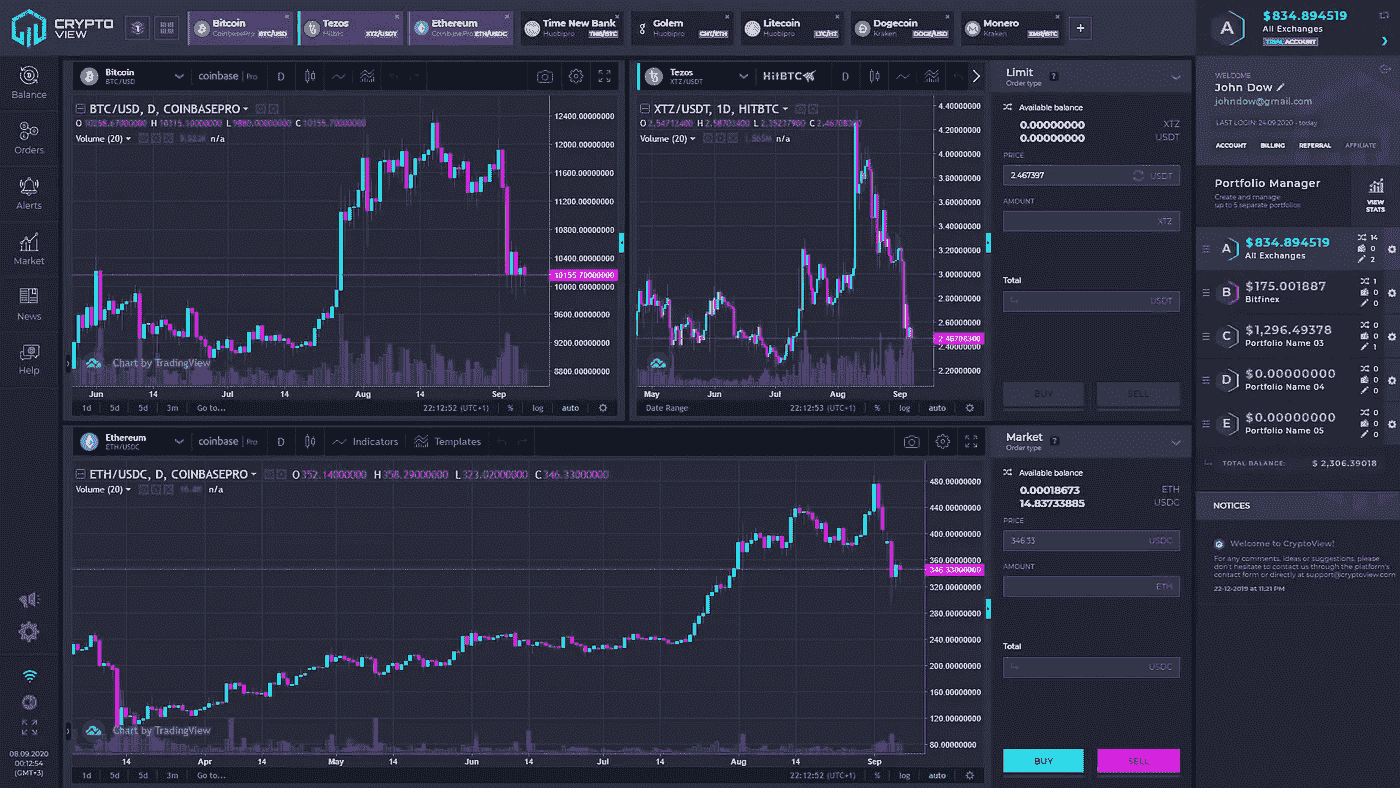 CRYPTO
VIEW
Bitcoin
CoinbasePro BTC/USD
Tezos
HitBtc XTZ/USDT
Ethereum
CoinbasePro ETH/USDC
Time New Bank
Huobipro TNB/BTC
Golem
Huobipro GNT/ETH
Litecoin
Huobipro LTC/HT
Dogecoin
Kraken DOGE/USD
Monero
Kraken XMR/BTC
+
A
$834.894519
All Exchanges
TRIAL ACCOUNT
Balance
Orders
Alerts
Market
News
Help
08.09.2020
00:12:54
(GMT+3)
Bitcoin
BTC/USD
coinbase Pro
D
BTC/USD, D, COINBASEPRO
O 10258.67000000 H 10315.10000000 L 9880.00000000 C 10155.70000000
Volume (20) n/a
12400.00000000
12000.00000000
11600.00000000
11200.00000000
10800.00000000
10400.00000000
10155.70000000
10000.00000000
9600.00000000
9200.00000000
8800.00000000
Chart by TradingView
Jun 14 Jul 14 Aug 14 Sep
1d 5d 5d 3m Go to... 22:12:52 (UTC+1) % log auto
Tezos
XTZ/USDT
HitBTC
D
XTZ/USDT, 1D, HITBTC
Volume (20) n/a
4.40000000
4.20000000
4.00000000
3.80000000
3.60000000
3.40000000
3.20000000
3.00000000
2.80000000
2.60000000
2.46708300
2.40000000
2.20000000
May Jun Jul Aug Sep
Date Range 22:12:53 (UTC+1) % log auto
Limit ?
Order type
Available balance
0.00000000 XTZ
0.00000000 USDT
PRICE
2.467397 USDT
AMOUNT
XTZ
Total
USDT
BUY SELL
Ethereum
ETH/USDC
coinbase Pro
D
Indicators
Templates
ETH/USDC, D, COINBASEPRO
O 352.14000000 H 358.29000000 L 323.02000000 C 346.33000000
Volume (20) n/a
480.00000000
440.00000000
400.00000000
360.00000000
346.33000000
320.00000000
280.00000000
240.00000000
200.00000000
160.00000000
120.00000000
80.00000000
Chart by TradingView
14 Apr 14 May 14 Jun 14 Jul 14 Aug 14 Sep
1d 5d 5d 3m Go to... 22:12:52 (UTC+1) % log auto
Market ?
Order type
Available balance
0.00018673 ETH
14.83733885 USDC
PRICE
346.33 USDC
AMOUNT
ETH
Total
USDC
BUY SELL
WELCOME
John Dow
johndow@gmail.com
LAST LOGIN: 24.09.2020 - today
ACCOUNT BILLING REFERRAL AFFILIATE
Portfolio Manager
Create and manage
up to 5 separate portfolios
VIEW
STATS
A $834.894519
All Exchanges
14
0
2
B $175.001887
Bitfinex
1
0
0
C $1,296.49378
Portfolio Name 03
0
0
1
D $0.00000000
Portfolio Name 04
0
0
0
E $0.00000000
Portfolio Name 05
0
0
0
TOTAL BALANCE: $ 2,306.39018
NOTICES
Welcome to CryptoView!
For any comments, ideas or suggestions, please
don't hesitate to contact us through the platform's
contact form or directly at support@cryptoview.com
22-12-2019 at 11:21 PM